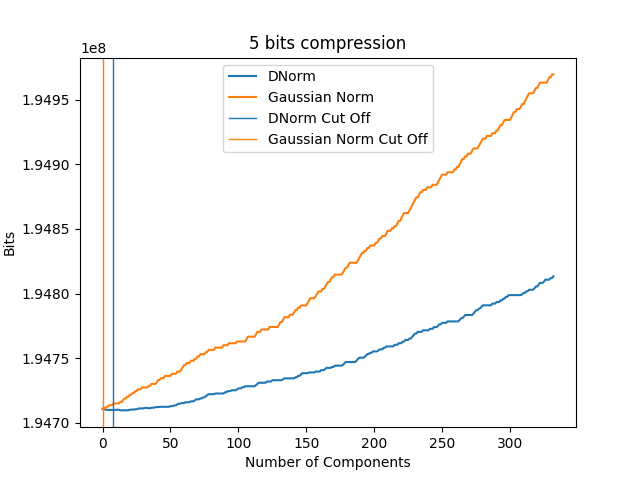 5 bits compression
1e8
DNorm
Gaussian Norm
DNorm Cut Off
Gaussian Norm Cut Off
1.9495
1.9490
1.9485
1.9480
1.9475
1.9470
Bits
0 50 100 150 200 250 300
Number of Components